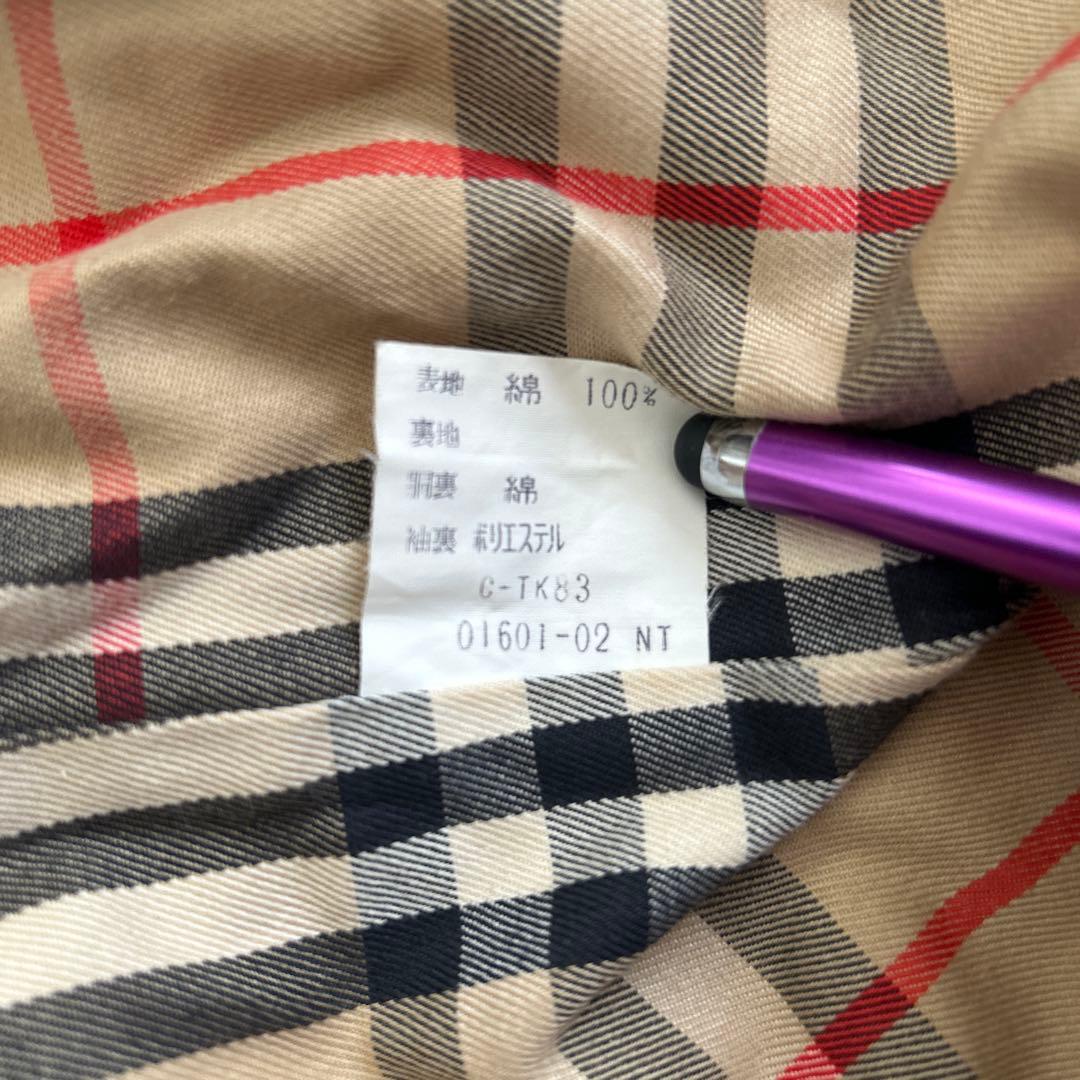 表地 綿 100%
裏地
胴裏 綿
袖裏 ポリエステル
C-TK83
01601-02 NT